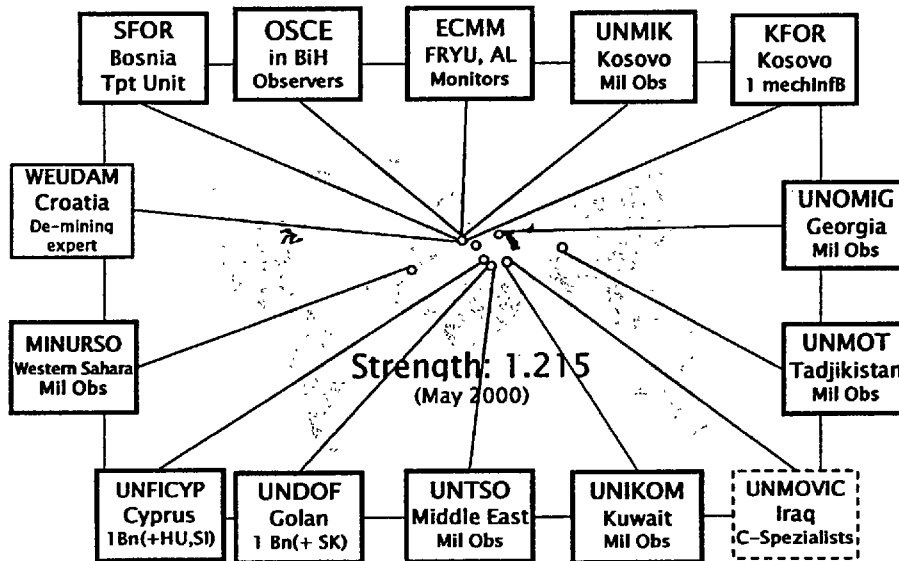 SFOR
Bosnia
Tpt Unit
OSCE
in BiH
Observers
ECMM
FRYU, AL
Monitors
UNMIK
Kosovo
Mil Obs
KFOR
Kosovo
1 mechInfB
WEUDAM
Croatia
De-mining
expert
UNOMIG
Georgia
Mil Obs
MINURSO
Western Sahara
Mil Obs
Strength: 1.215
(May 2000)
UNMOT
Tadjikistan
Mil Obs
UNFICYP
Cyprus
1Bn(+HU,SI)
UNDOF
Golan
1 Bn(+ SK)
UNTSO
Middle East
Mil Obs
UNIKOM
Kuwait
Mil Obs
UNMOVIC
Iraq
C-Spezialists